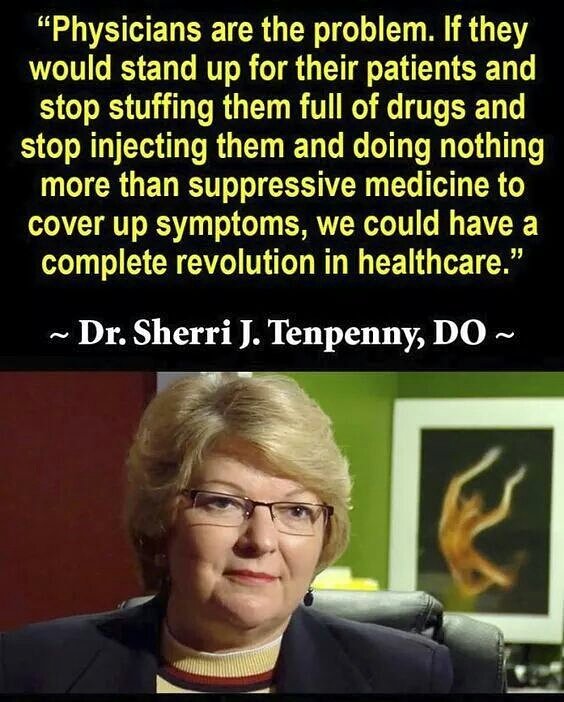 “Physicians are the problem. If they
would stand up for their patients and
stop stuffing them full of drugs and
stop injecting them and doing nothing
more than suppressive medicine to
cover up symptoms, we could have a
complete revolution in healthcare.”
~ Dr. Sherri J. Tenpenny, DO ~